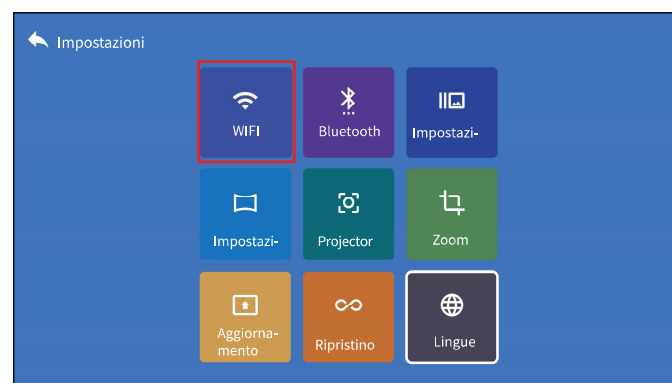 Impostazioni
WIFI
Bluetooth
Impostazi-
Impostazi-
Projector
Zoom
Aggiorna-
mento
Ripristino
Lingue